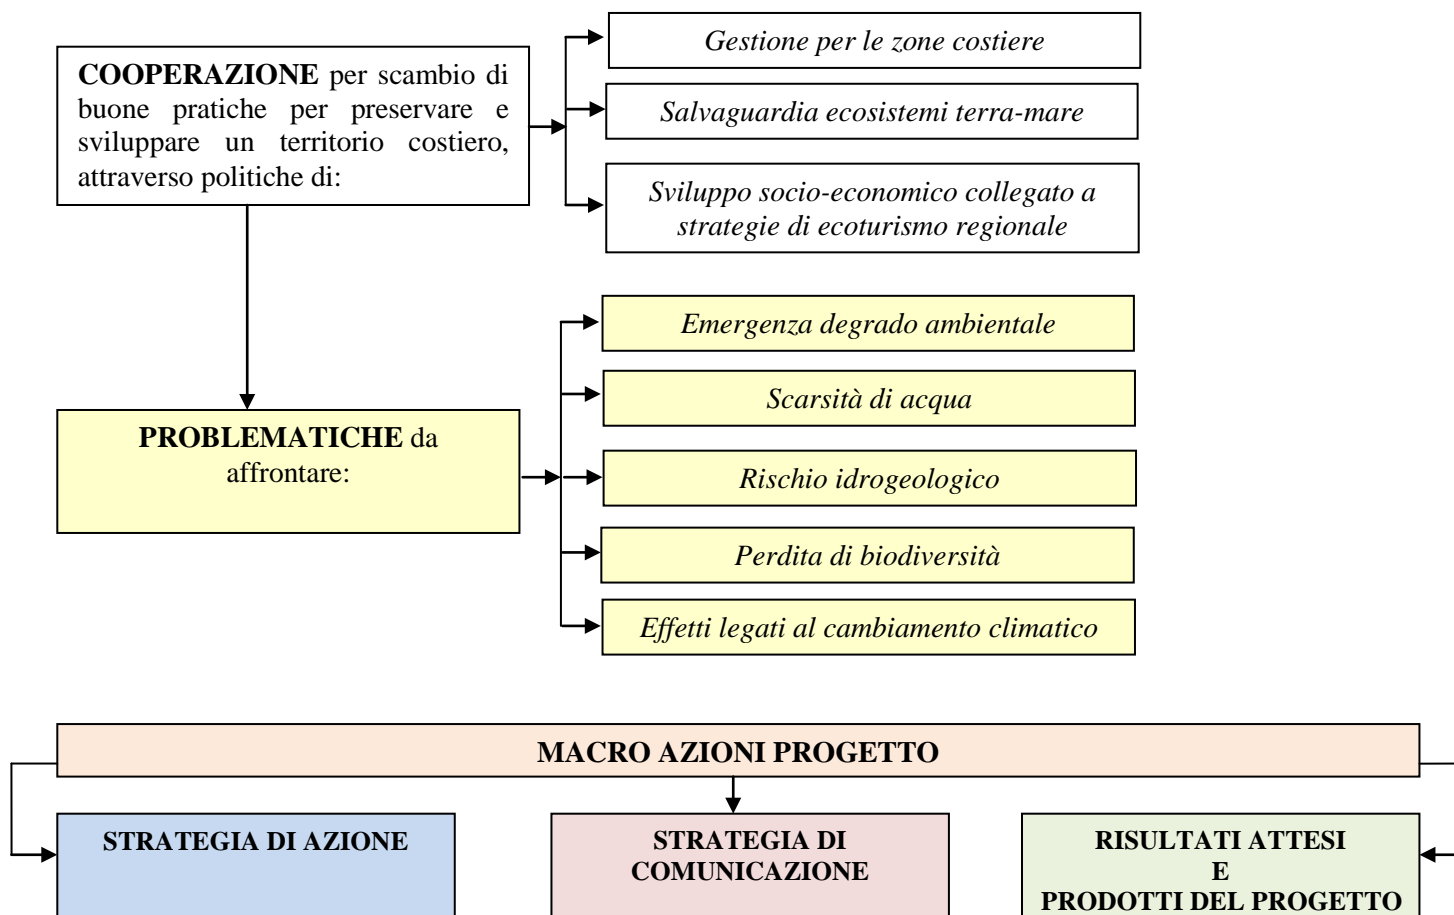 COOPERAZIONE per scambio di
buone pratiche per preservare e
sviluppare un territorio costiero,
attraverso politiche di:
Gestione per le zone costiere
Salvaguardia ecosistemi terra-mare
Sviluppo socio-economico collegato a
strategie di ecoturismo regionale
PROBLEMATICHE da
affrontare:
Emergenza degrado ambientale
Scarsità di acqua
Rischio idrogeologico
Perdita di biodiversità
Effetti legati al cambiamento climatico
MACRO AZIONI PROGETTO
STRATEGIA DI AZIONE
STRATEGIA DI
COMUNICAZIONE
RISULTATI ATTESI
E
PRODOTTI DEL PROGETTO